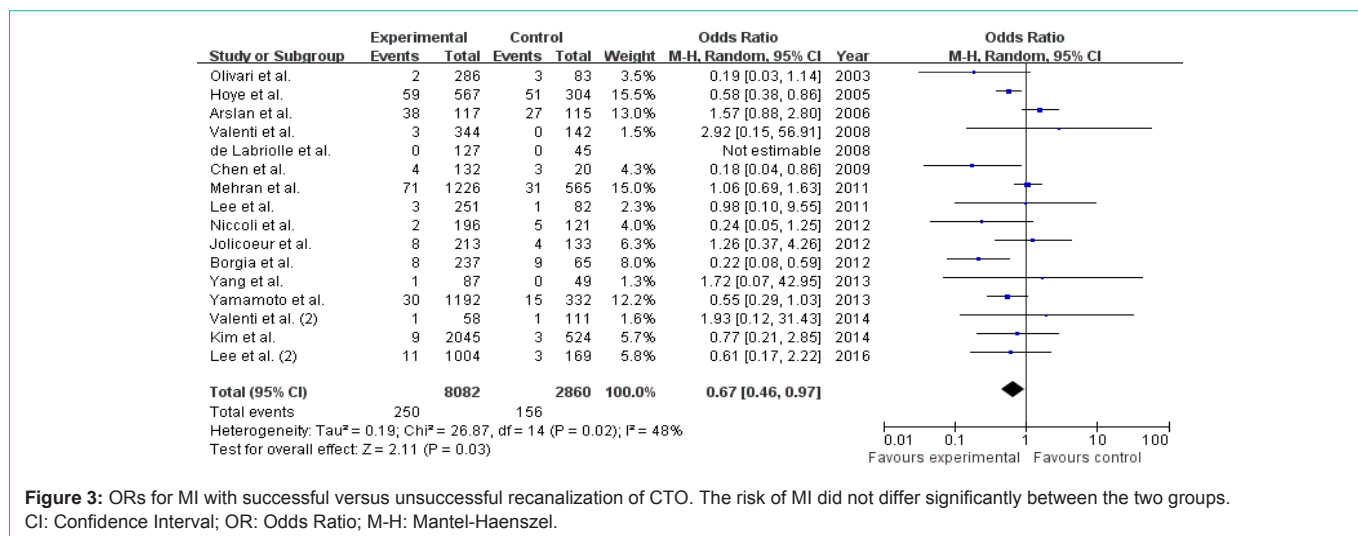 Experimental Control Odds Ratio Odds Ratio
Study or Subgroup Events Total Events Total Weight M-H, Random, 95% CI Year M-H, Random, 95% CI
Olivari et al. 2 286 3 83 3.5% 0.19 [0.03, 1.14] 2003
Hoye et al. 59 567 51 304 15.5% 0.58 [0.38, 0.86] 2005
Arslan et al. 38 117 27 115 13.0% 1.57 [0.88, 2.80] 2006
Valenti et al. 3 344 0 142 1.5% 2.92 [0.15, 56.91] 2008
de Labriolle et al. 0 127 0 45 Not estimable 2008
Chen et al. 4 132 3 20 4.3% 0.18 [0.04, 0.86] 2009
Mehran et al. 71 1226 31 565 15.0% 1.06 [0.69, 1.63] 2011
Lee et al. 3 251 1 82 2.3% 0.98 [0.10, 9.55] 2011
Niccoli et al. 2 196 5 121 4.0% 0.24 [0.05, 1.25] 2012
Jolicoeur et al. 8 213 4 133 6.3% 1.26 [0.37, 4.26] 2012
Borgia et al. 8 237 9 65 8.0% 0.22 [0.08, 0.59] 2012
Yang et al. 1 87 0 49 1.3% 1.72 [0.07, 42.95] 2013
Yamamoto et al. 30 1192 15 332 12.2% 0.55 [0.29, 1.03] 2013
Valenti et al. (2) 1 58 1 111 1.6% 1.93 [0.12, 31.43] 2014
Kim et al. 9 2045 3 524 5.7% 0.77 [0.21, 2.85] 2014
Lee et al. (2) 11 1004 3 169 5.8% 0.61 [0.17, 2.22] 2016
Total (95% CI) 8082 2860 100.0% 0.67 [0.46, 0.97]
Total events 250 156
Heterogeneity: Tau² = 0.19; Chi² = 26.87, df = 14 (P = 0.02); I² = 48%
Test for overall effect: Z = 2.11 (P = 0.03)
0.01 0.1 1 10 100
Favours experimental Favours control
Figure 3: ORs for MI with successful versus unsuccessful recanalization of CTO. The risk of MI did not differ significantly between the two groups.
CI: Confidence Interval; OR: Odds Ratio; M-H: Mantel-Haenszel.